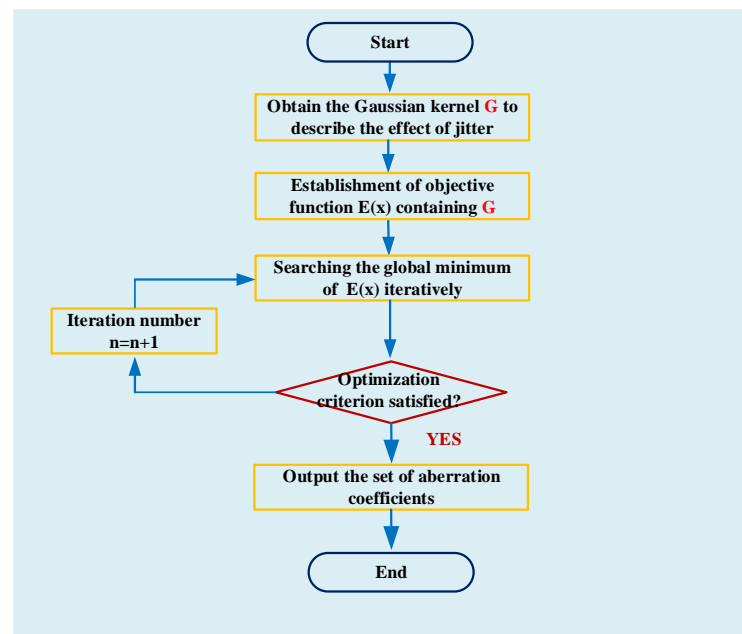 Start
Obtain the Gaussian kernel G to
describe the effect of jitter
Establishment of objective
function E(x) containing G
Searching the global minimum
of E(x) iteratively
Iteration number
n=n+1
Optimization
criterion satisfied?
YES
Output the set of aberration
coefficients
End